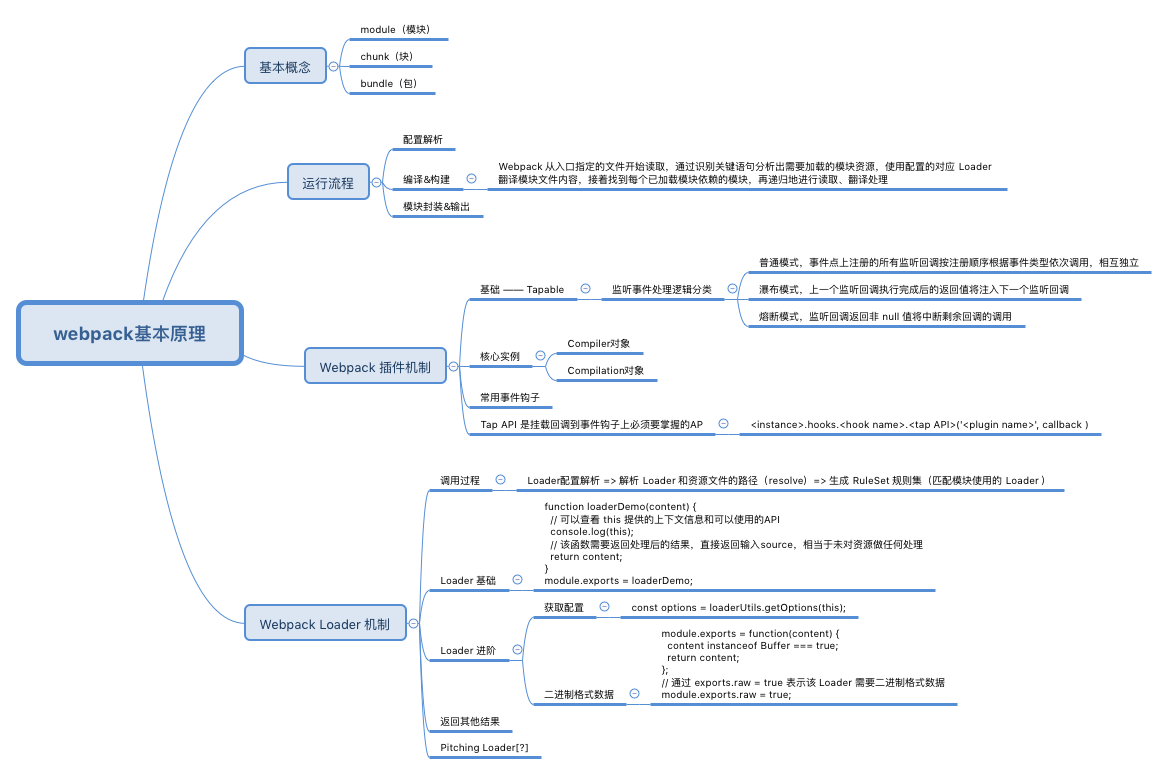 webpack基本原理
基本概念
module（模块）
chunk（块）
bundle（包）
运行流程
配置解析
编译&构建
Webpack 从入口指定的文件开始读取，通过识别关键语句分析出需要加载的模块资源，使用配置的对应 Loader
翻译模块文件内容，接着找到每个已加载模块依赖的模块，再递归地进行读取、翻译处理
模块封装&输出
Webpack 插件机制
基础 —— Tapable
监听事件处理逻辑分类
普通模式，事件点上注册的所有监听回调按注册顺序根据事件类型依次调用，相互独立
瀑布模式，上一个监听回调执行完成后的返回值将注入下一个监听回调
熔断模式，监听回调返回非 null 值将中断剩余回调的调用
核心实例
Compiler对象
Compilation对象
常用事件钩子
Tap API 是挂载回调到事件钩子上必须要掌握的AP
<instance>.hooks.<hook name>.<tap API>('<plugin name>', callback )
Webpack Loader 机制
调用过程
Loader配置解析 => 解析 Loader 和资源文件的路径（resolve）=> 生成 RuleSet 规则集（匹配模块使用的 Loader ）
Loader 基础
function loaderDemo(content) {
// 可以查看 this 提供的上下文信息和可以使用的API
console.log(this);
// 该函数需要返回处理后的结果，直接返回输入source，相当于未对资源做任何处理
return content;
}
module.exports = loaderDemo;
Loader 进阶
获取配置
const options = loaderUtils.getOptions(this);
二进制格式数据
module.exports = function(content) {
content instanceof Buffer === true;
return content;
};
// 通过 exports.raw = true 表示该 Loader 需要二进制格式数据
module.exports.raw = true;
返回其他结果
Pitching Loader[?]